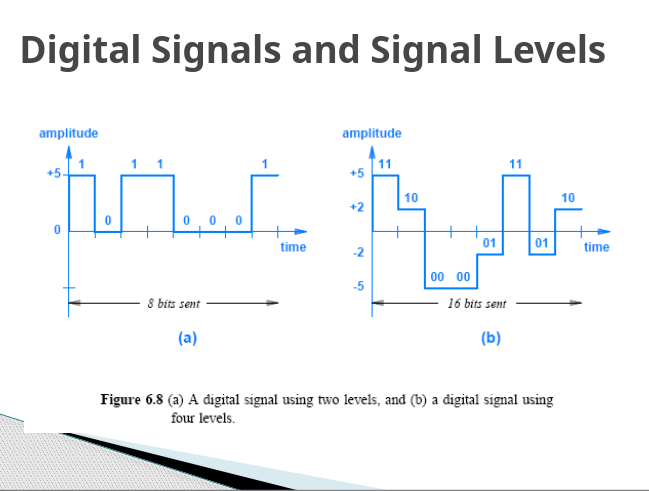 Digital Signals and Signal Levels
amplitude
+5
0
1
0
1 1
0 0 0
1
time
8 bits sent
(a)
amplitude
+5
+2
-2
-5
11
10
00 00
01
11
01
10
time
16 bits sent
(b)
Figure 6.8 (a) A digital signal using two levels, and (b) a digital signal using
four levels.